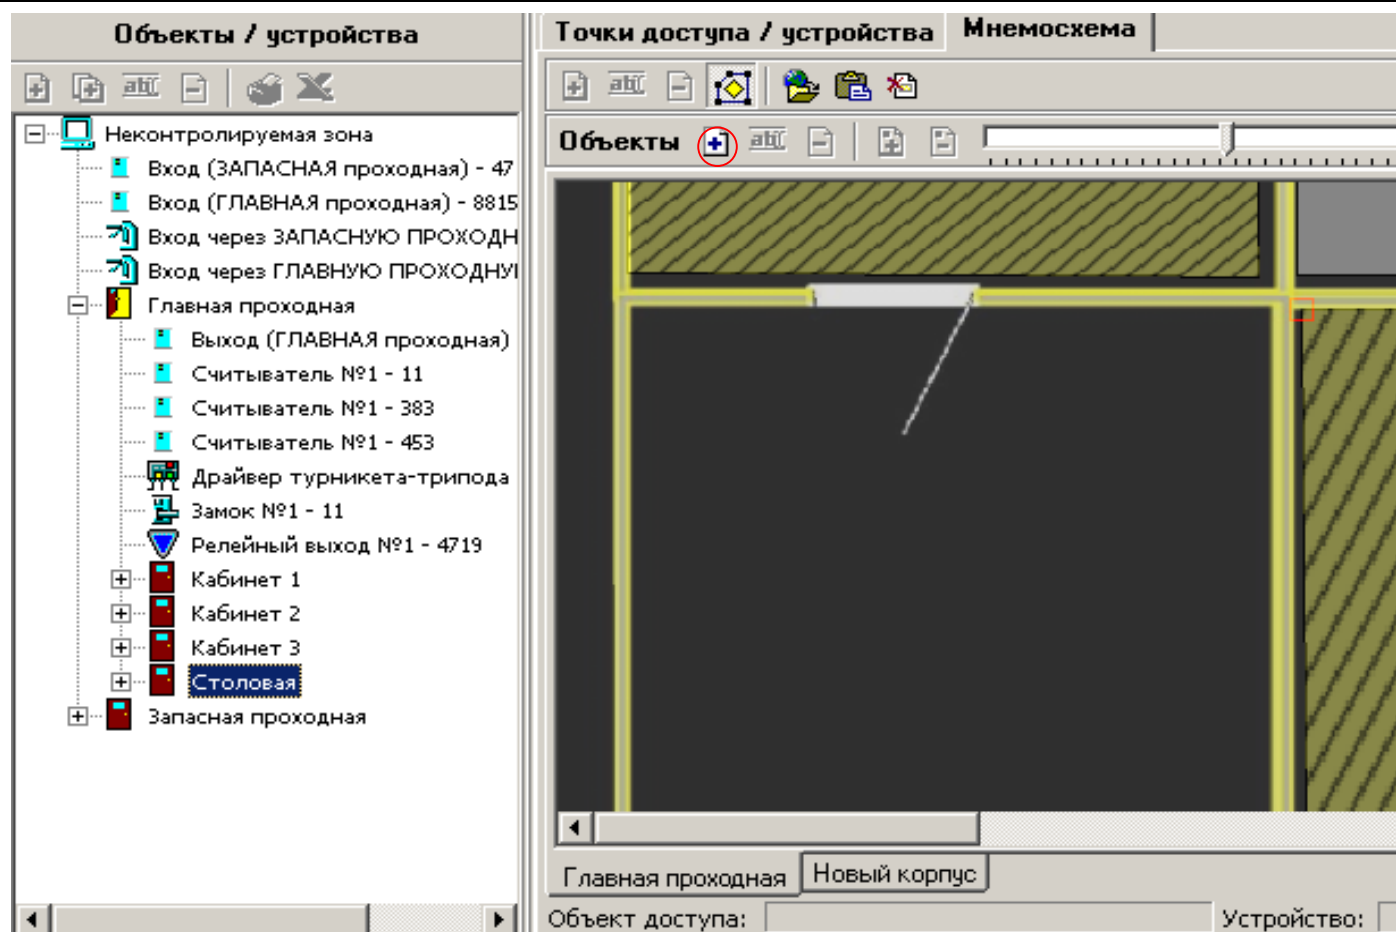 Объекты / устройства
Точки доступа / устройства
Мнемосхема
Объекты
Неконтролируемая зона
Вход (ЗАПАСНАЯ проходная) - 47
Вход (ГЛАВНАЯ проходная) - 8815
Вход через ЗАПАСНУЮ ПРОХОДН
Вход через ГЛАВНУЮ ПРОХОДНУ
Главная проходная
Выход (ГЛАВНАЯ проходная)
Считыватель №1 - 11
Считыватель №1 - 383
Считыватель №1 - 453
Драйвер турникета-трипода
Замок №1 - 11
Релейный выход №1 - 4719
Кабинет 1
Кабинет 2
Кабинет 3
Столовая
Запасная проходная
Главная проходная
Новый корпус
Объект доступа:
Устройство: